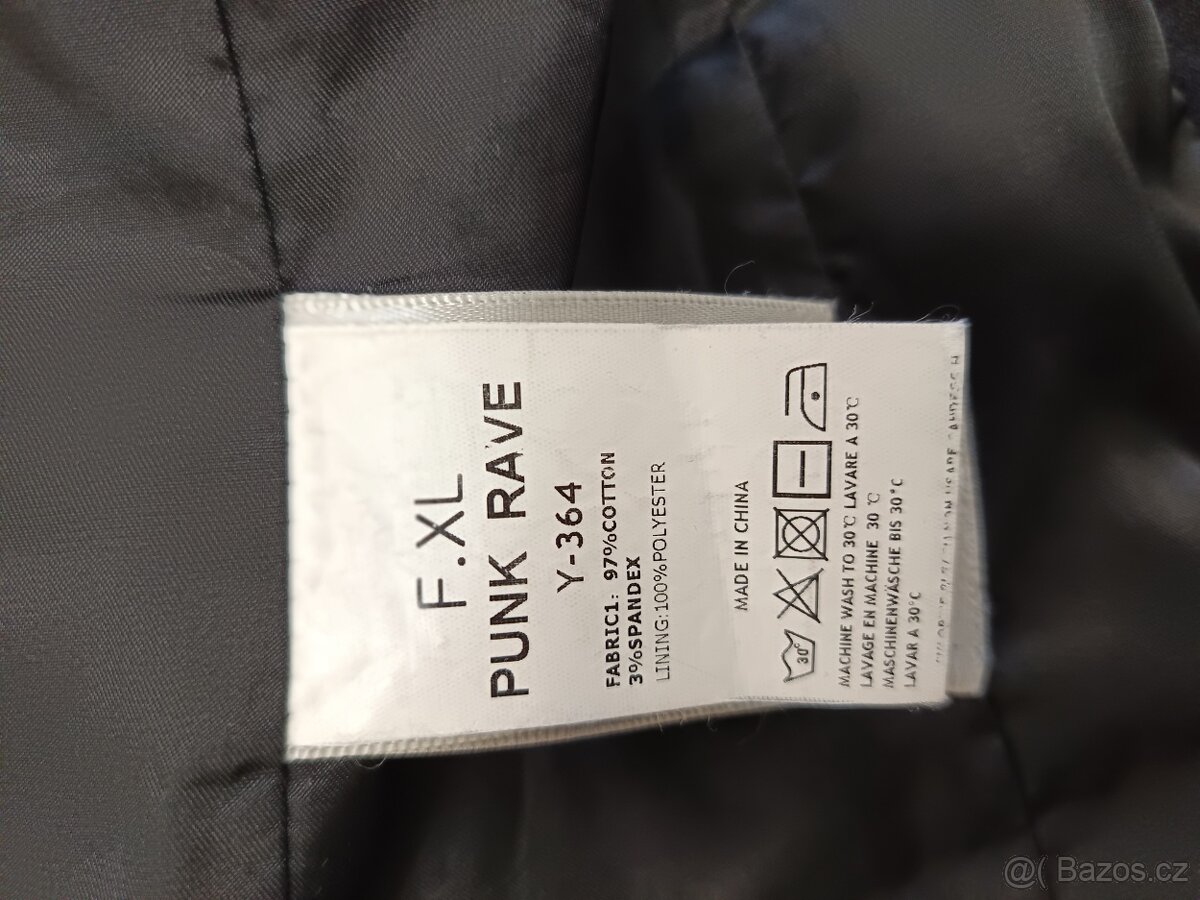 F.XL
PUNK RAVE
Y-364
FABRIC1: 97%COTTON
3%SPANDEX
LINING:100%POLYESTER
MADE IN CHINA
30°
MACHINE WASH TO 30℃ LAVARE A 30℃
LAVAGE EN MACHINE 30 ℃
MASCHINENWÄSCHE BIS 30°C
LAVAR A 30°C
@( Bazos.cz